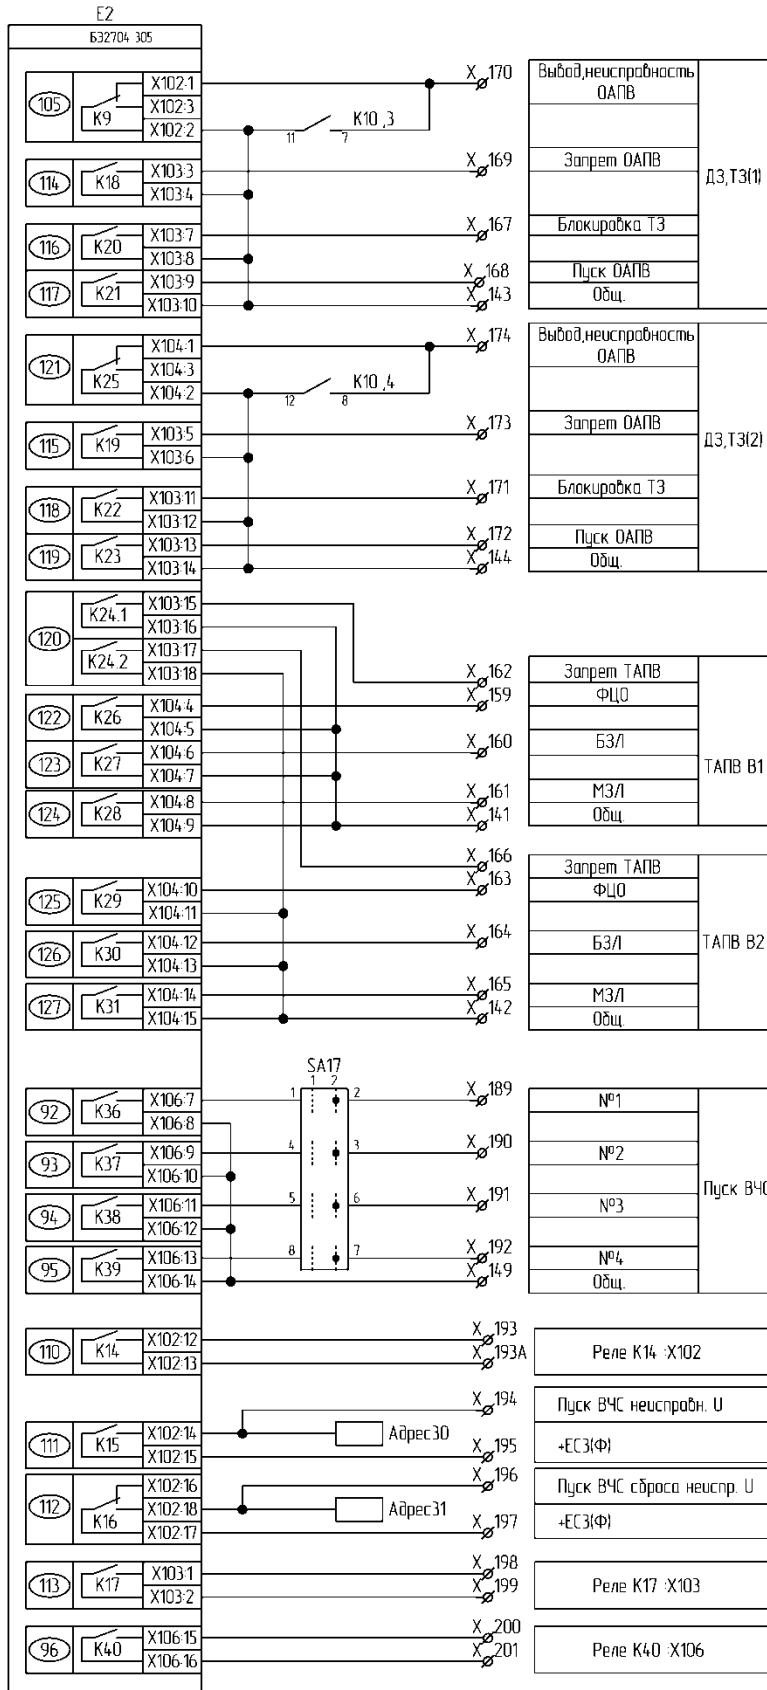 E2
БЭ2704 305
105 K9 X102:1 X 170 Вывод,неисправность ОАПВ
X102:3
X102:2 11 K10,3 7
114 K18 X103:3 X 169 Запрет ОАПВ ДЗ,ТЗ(1)
X103:4
116 K20 X103:7 X 167 Блокировка ТЗ
X103:8
117 K21 X103:9 X 168 Пуск ОАПВ
X103:10 X 143 Общ.
121 K25 X104:1 X 174 Вывод,неисправность ОАПВ
X104:3
X104:2 12 K10,4 8
115 K19 X103:5 X 173 Запрет ОАПВ ДЗ,ТЗ(2)
X103:6
118 K22 X103:11 X 171 Блокировка ТЗ
X103:12
119 K23 X103:13 X 172 Пуск ОАПВ
X103:14 X 144 Общ.
120 K24.1 X103:15
X103:16
K24.2 X103:17
X103:18 X 162 Запрет ТАПВ
122 K26 X104:4 X 159 ФЦО
X104:5
123 K27 X104:6 X 160 БЗЛ ТАПВ В1
X104:7
124 K28 X104:8 X 161 МЗЛ
X104:9 X 141 Общ.
X 166 Запрет ТАПВ
125 K29 X104:10 X 163 ФЦО
X104:11
126 K30 X104:12 X 164 БЗЛ ТАПВ В2
X104:13
127 K31 X104:14 X 165 МЗЛ
X104:15 X 142 Общ.
SA17
1 2
92 K36 X106:7 1 2 X 189 №1
X106:8
93 K37 X106:9 4 3 X 190 №2
X106:10 Пуск ВЧС
94 K38 X106:11 5 6 X 191 №3
X106:12
95 K39 X106:13 8 7 X 192 №4
X106:14 X 149 Общ.
110 K14 X102:12 X 193 Реле K14 :X102
X102:13 X 193A
X 194 Пуск ВЧС неисправн. U
111 K15 X102:14 Адрес30
X102:15 X 195 +ЕС3(Ф)
112 K16 X102:16 X 196 Пуск ВЧС сброса неиспр. U
X102:18 Адрес31
X102:17 X 197 +ЕС3(Ф)
113 K17 X103:1 X 198 Реле K17 :X103
X103:2 X 199
96 K40 X106:15 X 200 Реле K40 :X106
X106:16 X 201